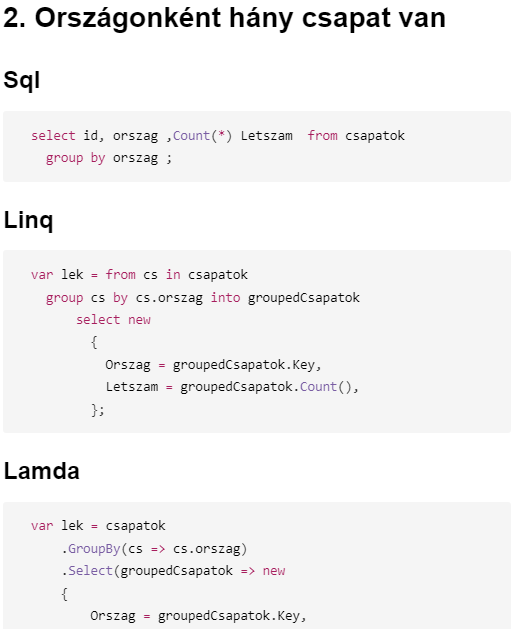 2. Országonként hány csapat van
Sql
select id, orszag ,Count(*) Letszam  from csapatok
group by orszag ;
Linq
var lek = from cs in csapatok
group cs by cs.orszag into groupedCsapatok
select new
{
Orszag = groupedCsapatok.Key,
Letszam = groupedCsapatok.Count(),
};
Lamda
var lek = csapatok
.GroupBy(cs => cs.orszag)
.Select(groupedCsapatok => new
{
Orszag = groupedCsapatok.Key,